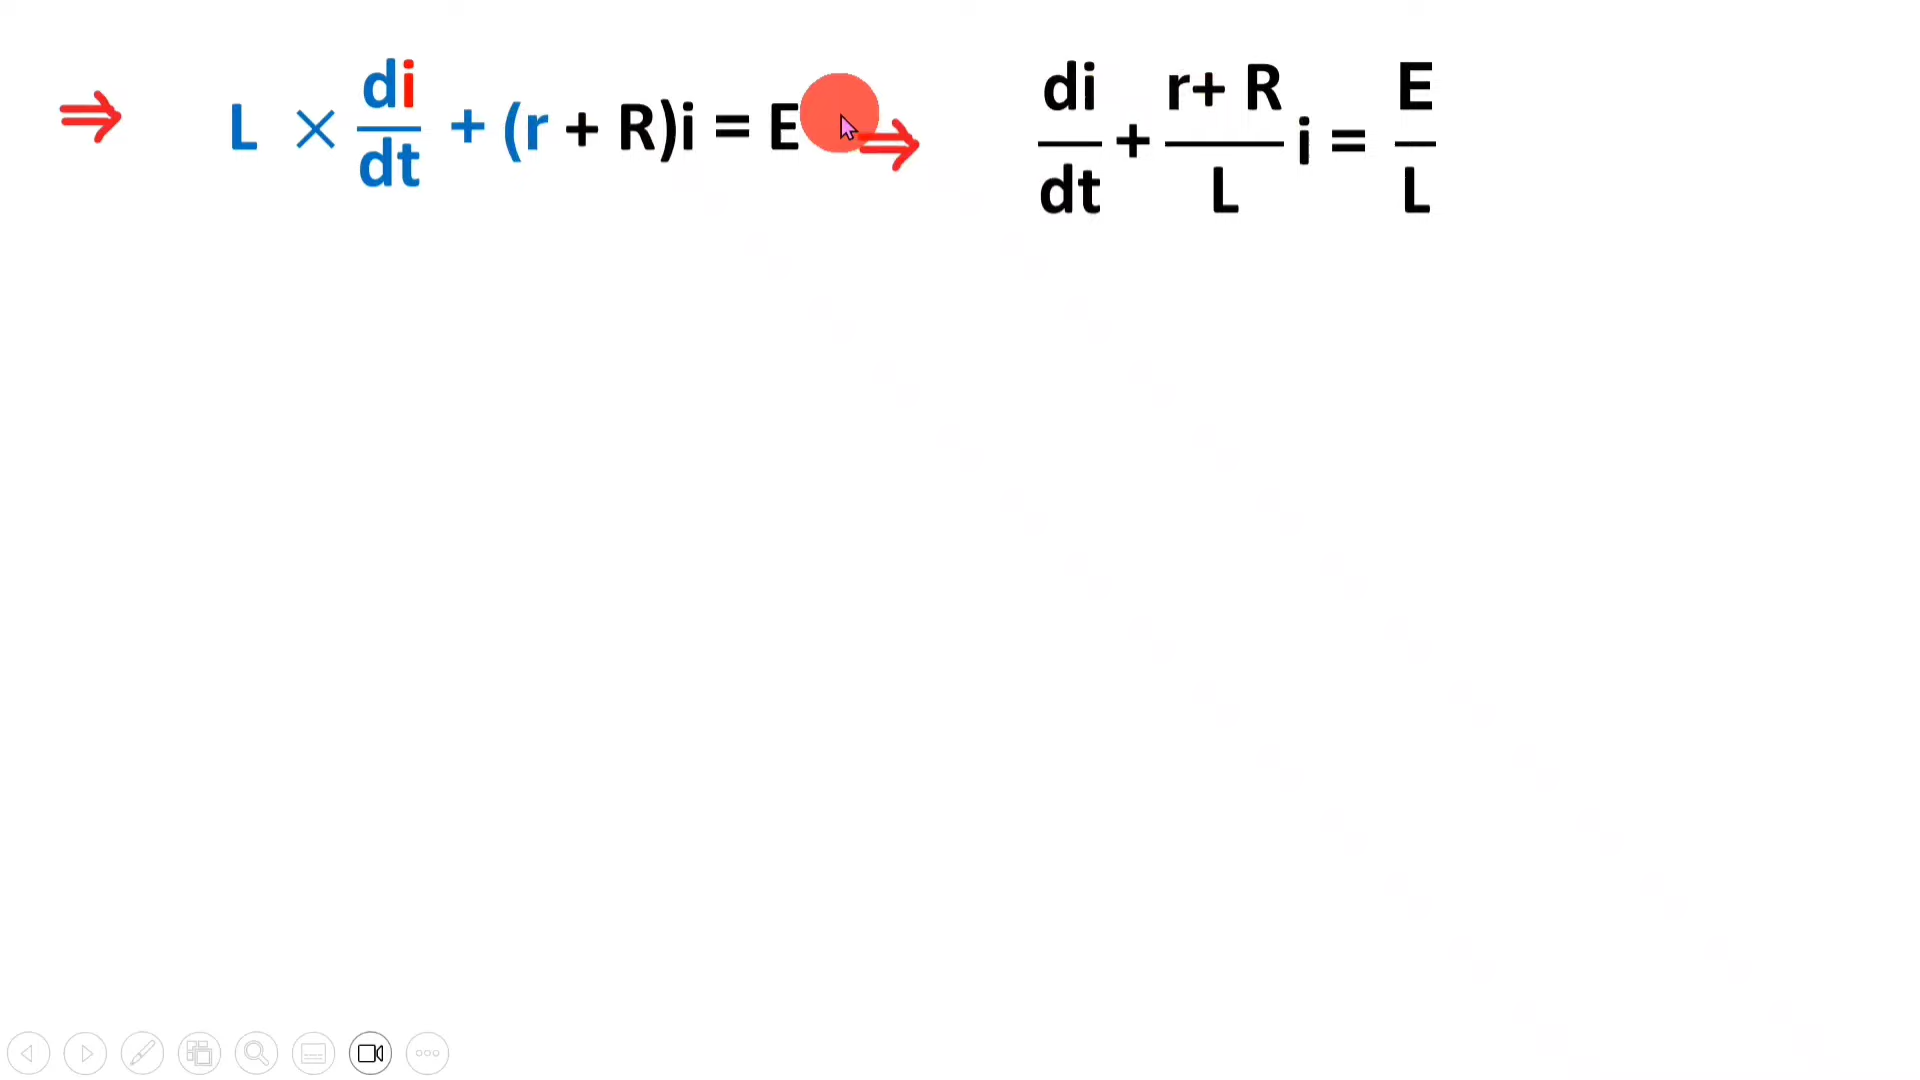 ⇒ L × di/dt + (r + R)i = E ⇒ di/dt + r+ R/L i = E/L